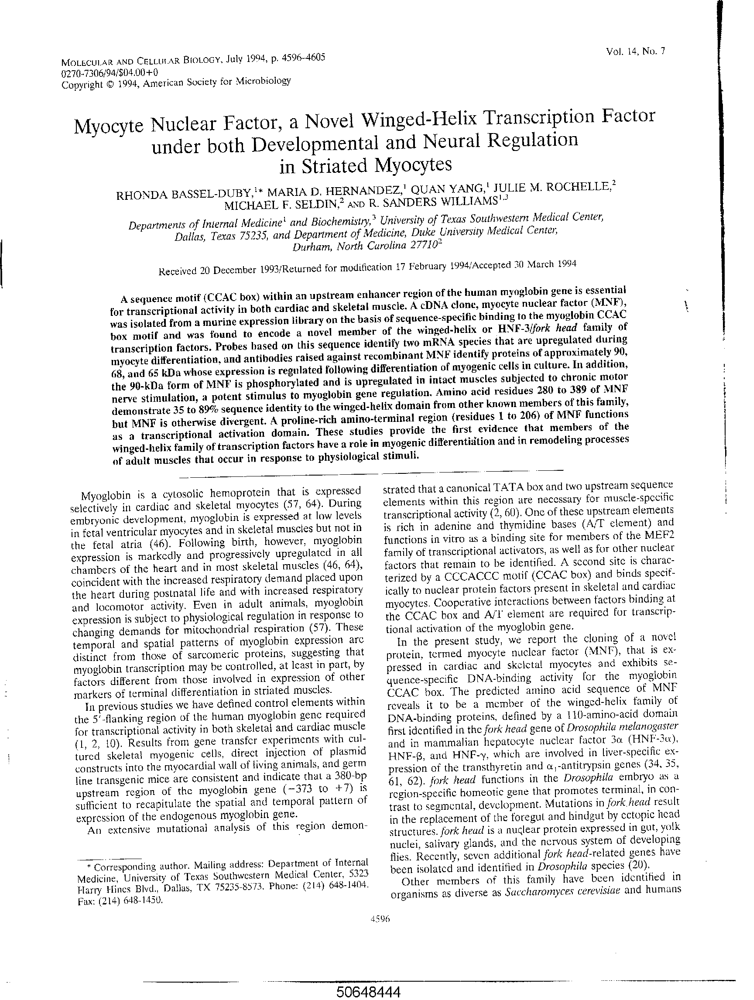 MOLECULAR AND CELLULAR BIOLOGY, July 1994, p. 4596-4605
0270-7306/94/$04.00+0
Copyright © 1994, American Society for Microbiology
Vol. 14, No. 7
Myocyte Nuclear Factor, a Novel Winged-Helix Transcription Factor
under both Developmental and Neural Regulation
in Striated Myocytes
RHONDA BASSEL-DUBY,¹* MARIA D. HERNANDEZ,¹ QUAN YANG,¹ JULIE M. ROCHELLE,²
MICHAEL F. SELDIN,² AND R. SANDERS WILLIAMS¹,³
Departments of Internal Medicine¹ and Biochemistry,³ University of Texas Southwestern Medical Center,
Dallas, Texas 75235, and Department of Medicine, Duke University Medical Center,
Durham, North Carolina 27710²
Received 20 December 1993/Returned for modification 17 February 1994/Accepted 30 March 1994
A sequence motif (CCAC box) within an upstream enhancer region of the human myoglobin gene is essential
for transcriptional activity in both cardiac and skeletal muscle. A cDNA clone, myocyte nuclear factor (MNF),
was isolated from a murine expression library on the basis of sequence-specific binding to the myoglobin CCAC
box motif and was found to encode a novel member of the winged-helix or HNF-3/fork head family of
transcription factors. Probes based on this sequence identify two mRNA species that are upregulated during
myocyte differentiation, and antibodies raised against recombinant MNF identify proteins of approximately 90,
68, and 65 kDa whose expression is regulated following differentiation of myogenic cells in culture. In addition,
the 90-kDa form of MNF is phosphorylated and is upregulated in intact muscles subjected to chronic motor
nerve stimulation, a potent stimulus to myoglobin gene regulation. Amino acid residues 280 to 389 of MNF
demonstrate 35 to 89% sequence identity to the winged-helix domain from other known members of this family,
but MNF is otherwise divergent. A proline-rich amino-terminal region (residues 1 to 206) of MNF functions
as a transcriptional activation domain. These studies provide the first evidence that members of the
winged-helix family of transcription factors have a role in myogenic differentiation and in remodeling processes
of adult muscles that occur in response to physiological stimuli.
Myoglobin is a cytosolic hemoprotein that is expressed
selectively in cardiac and skeletal myocytes (57, 64). During
embryonic development, myoglobin is expressed at low levels
in fetal ventricular myocytes and in skeletal muscles but not in
the fetal atria (46). Following birth, however, myoglobin
expression is markedly and progressively upregulated in all
chambers of the heart and in most skeletal muscles (46, 64),
coincident with the increased respiratory demand placed upon
the heart during postnatal life and with increased respiratory
and locomotor activity. Even in adult animals, myoglobin
expression is subject to physiological regulation in response to
changing demands for mitochondrial respiration (57). These
temporal and spatial patterns of myoglobin expression are
distinct from those of sarcomeric proteins, suggesting that
myoglobin transcription may be controlled, at least in part, by
factors different from those involved in expression of other
markers of terminal differentiation in striated muscles.
In previous studies we have defined control elements within
the 5'-flanking region of the human myoglobin gene required
for transcriptional activity in both skeletal and cardiac muscle
(1, 2, 10). Results from gene transfer experiments with cul-
tured skeletal myogenic cells, direct injection of plasmid
constructs into the myocardial wall of living animals, and germ
line transgenic mice are consistent and indicate that a 380-bp
upstream region of the myoglobin gene (−373 to +7) is
sufficient to recapitulate the spatial and temporal pattern of
expression of the endogenous myoglobin gene.
An extensive mutational analysis of this region demon-
* Corresponding author. Mailing address: Department of Internal
Medicine, University of Texas Southwestern Medical Center, 5323
Harry Hines Blvd., Dallas, TX 75235-8573. Phone: (214) 648-1404.
Fax: (214) 648-1450.
strated that a canonical TATA box and two upstream sequence
elements within this region are necessary for muscle-specific
transcriptional activity (2, 60). One of these upstream elements
is rich in adenine and thymidine bases (A/T element) and
functions in vitro as a binding site for members of the MEF2
family of transcriptional activators, as well as for other nuclear
factors that remain to be identified. A second site is charac-
terized by a CCCACCC motif (CCAC box) and binds specif-
ically to nuclear protein factors present in skeletal and cardiac
myocytes. Cooperative interactions between factors binding at
the CCAC box and A/T element are required for transcrip-
tional activation of the myoglobin gene.
In the present study, we report the cloning of a novel
protein, termed myocyte nuclear factor (MNF), that is ex-
pressed in cardiac and skeletal myocytes and exhibits se-
quence-specific DNA-binding activity for the myoglobin
CCAC box. The predicted amino acid sequence of MNF
reveals it to be a member of the winged-helix family of
DNA-binding proteins, defined by a 110-amino-acid domain
first identified in the fork head gene of Drosophila melanogaster
and in mammalian hepatocyte nuclear factor 3α (HNF-3α),
HNF-β, and HNF-γ, which are involved in liver-specific ex-
pression of the transthyretin and α₁-antitrypsin genes (34, 35,
61, 62). fork head functions in the Drosophila embryo as a
region-specific homeotic gene that promotes terminal, in con-
trast to segmental, development. Mutations in fork head result
in the replacement of the foregut and hindgut by ectopic head
structures. fork head is a nuclear protein expressed in gut, yolk
nuclei, salivary glands, and the nervous system of developing
flies. Recently, seven additional fork head-related genes have
been isolated and identified in Drosophila species (20).
Other members of this family have been identified in
organisms as diverse as Saccharomyces cerevisiae and humans
4596
50648444